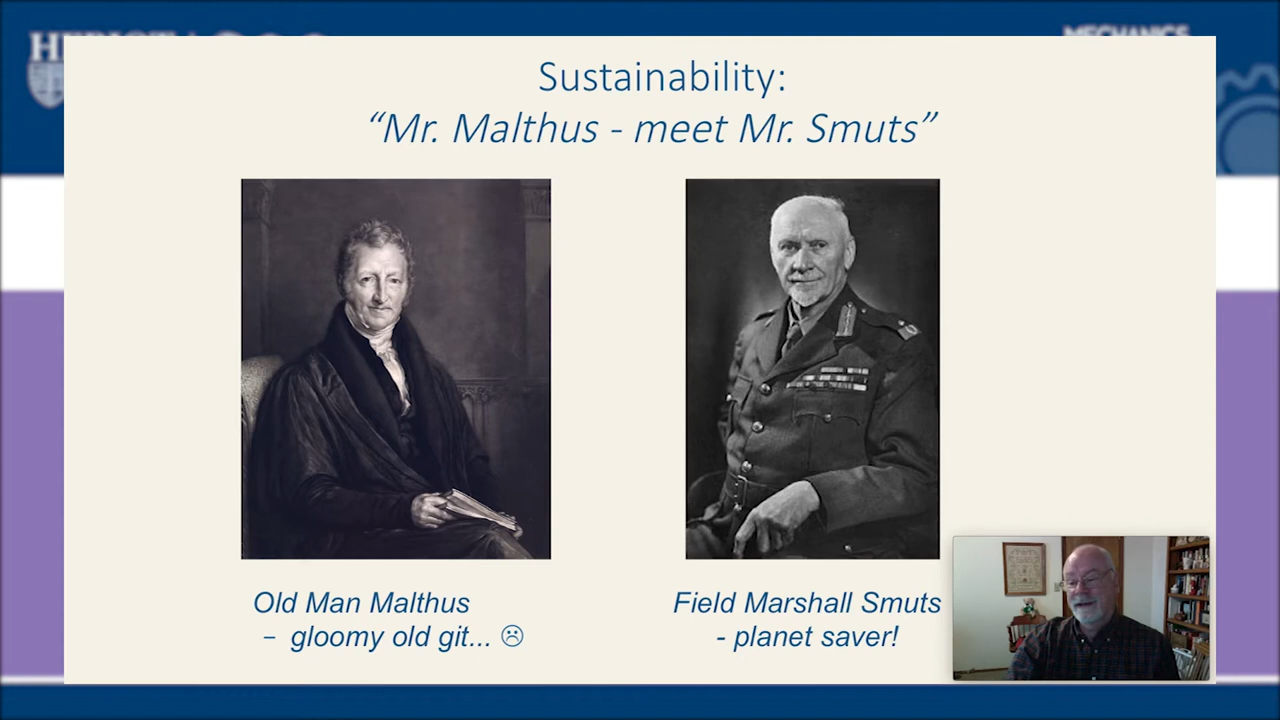 MECHANICS
Sustainability:
“Mr. Malthus - meet Mr. Smuts”
Old Man Malthus
– gloomy old git... ☹
Field Marshall Smuts
- planet saver!